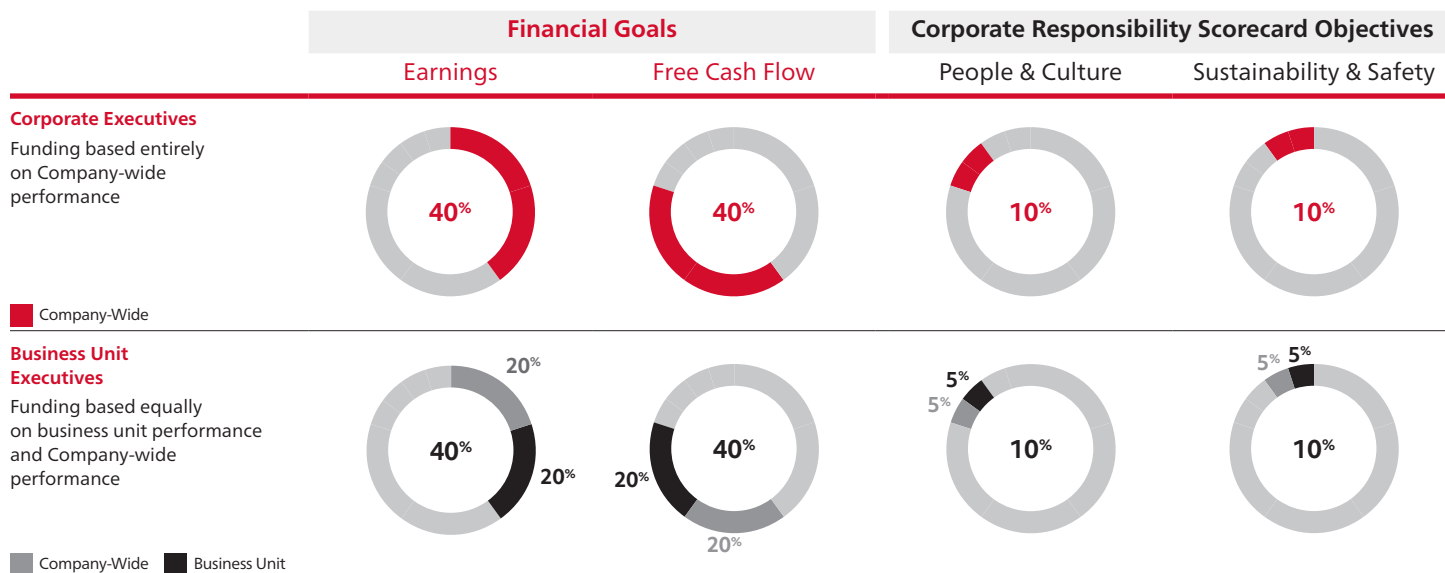 Financial Goals
Corporate Responsibility Scorecard Objectives
Earnings
Free Cash Flow
People & Culture
Sustainability & Safety
Corporate Executives
Funding based entirely
on Company-wide
performance
40%
40%
10%
10%
Company-Wide
Business Unit
Executives
Funding based equally
on business unit performance
and Company-wide
performance
20%
40%
20%
20%
40%
20%
5%
5%
10%
5%
5%
10%
Company-Wide
Business Unit